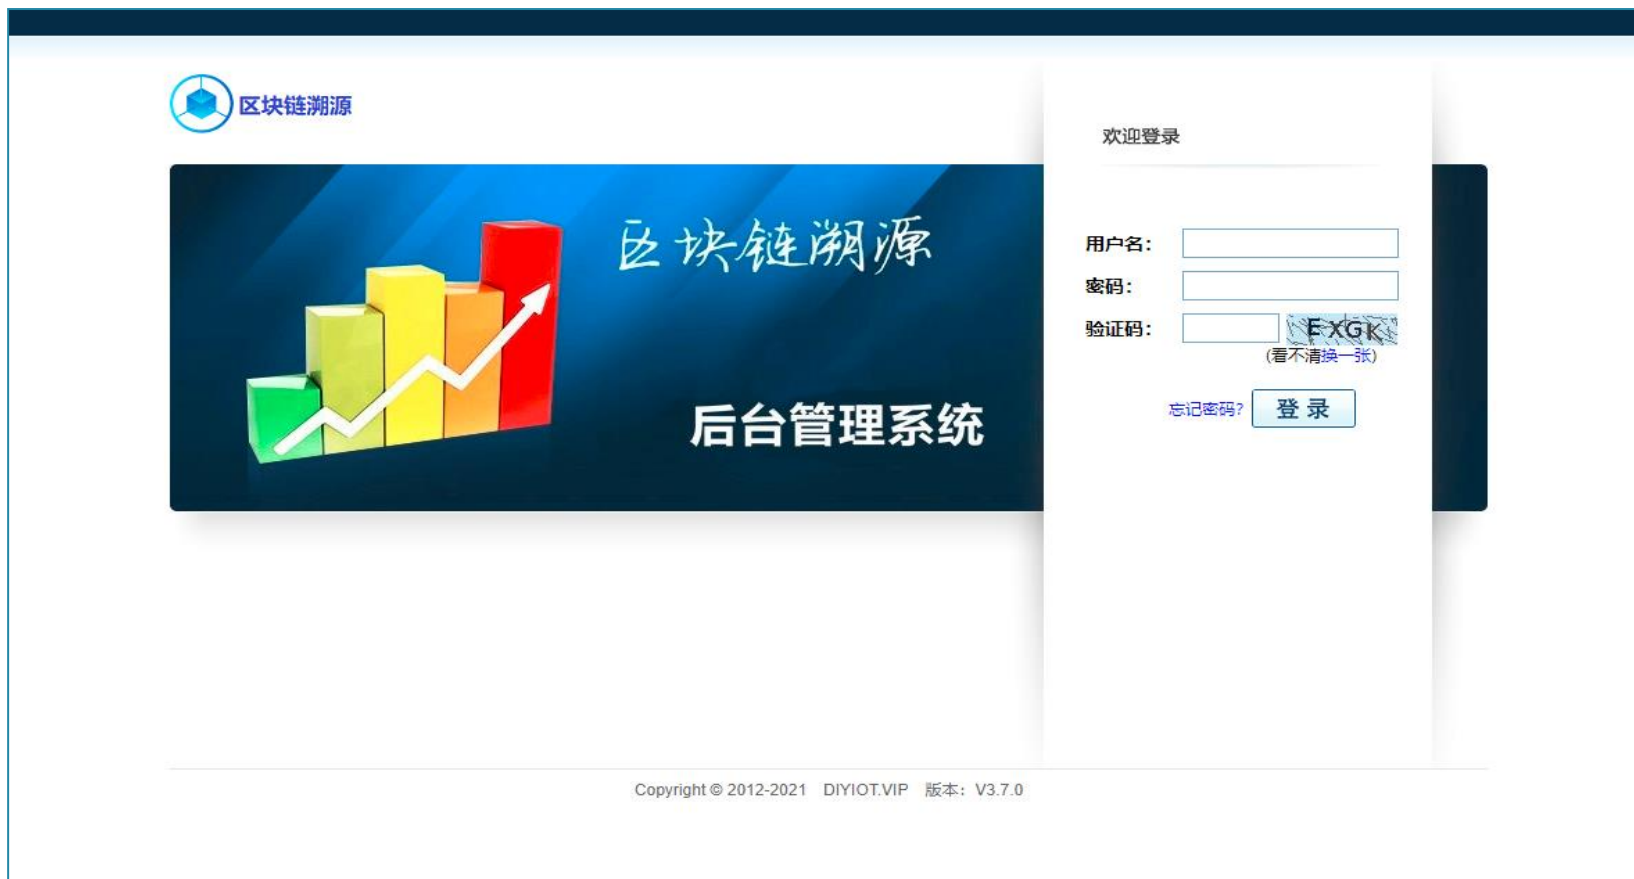 区块链溯源
欢迎登录
区块链溯源
后台管理系统
用户名：
密码：
验证码：
EXGK
(看不清换一张)
忘记密码?
登 录
Copyright © 2012-2021 DIYIOT.VIP 版本：V3.7.0